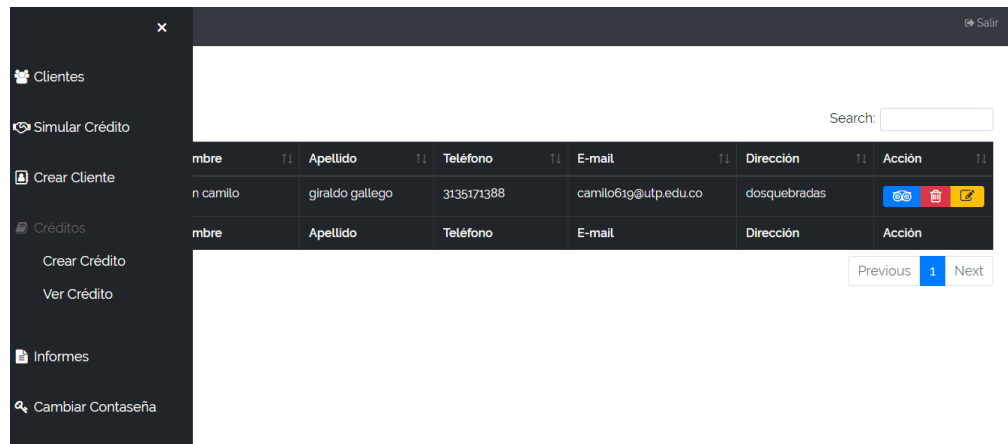 ×
Salir
Clientes
Simular Crédito
Crear Cliente
Créditos
Crear Crédito
Ver Crédito
Informes
Cambiar Contaseña
Search:
mbre Apellido Teléfono E-mail Dirección Acción
n camilo giraldo gallego 3135171388 camilo619@utp.edu.co dosquebradas
mbre Apellido Teléfono E-mail Dirección Acción
Previous 1 Next